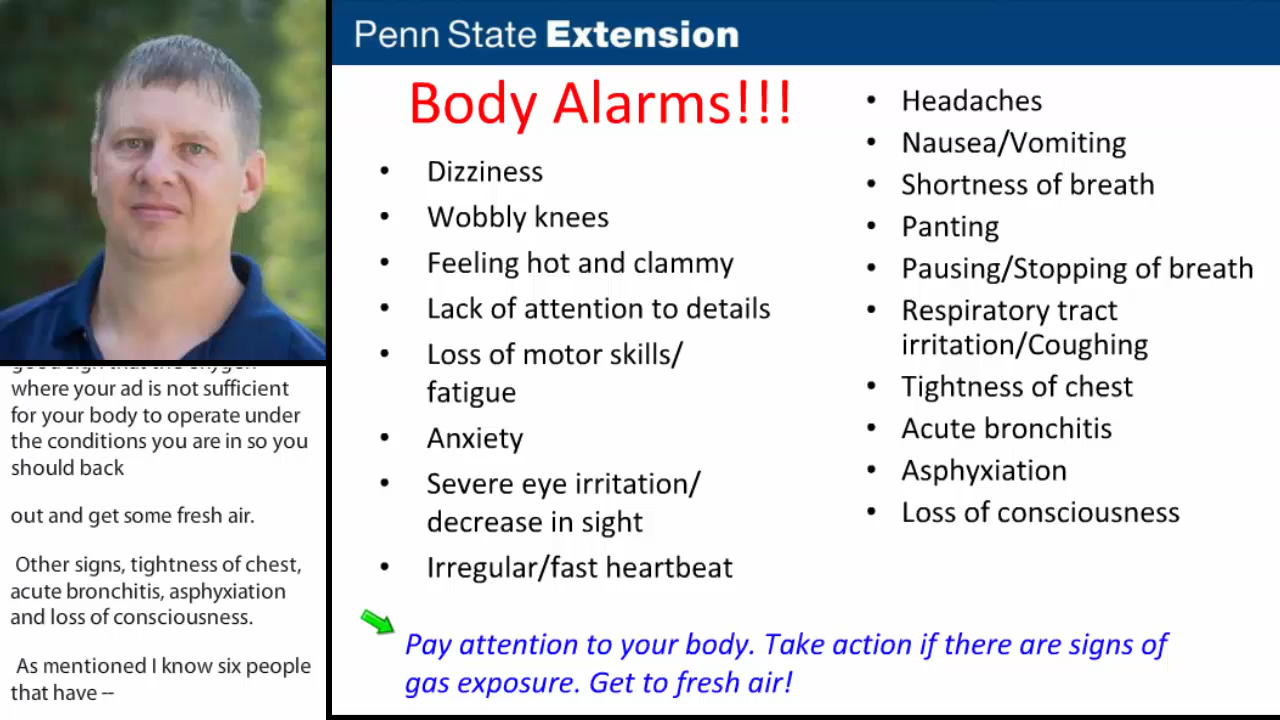 Penn State Extension
Body Alarms!!!
• Dizziness
• Wobbly knees
• Feeling hot and clammy
• Lack of attention to details
• Loss of motor skills/
fatigue
• Anxiety
• Severe eye irritation/
decrease in sight
• Irregular/fast heartbeat
• Headaches
• Nausea/Vomiting
• Shortness of breath
• Panting
• Pausing/Stopping of breath
• Respiratory tract
irritation/Coughing
• Tightness of chest
• Acute bronchitis
• Asphyxiation
• Loss of consciousness
Pay attention to your body. Take action if there are signs of
gas exposure. Get to fresh air!
good sign that the oxygen
where your ad is not sufficient
for your body to operate under
the conditions you are in so you
should back
out and get some fresh air.
Other signs, tightness of chest,
acute bronchitis, asphyxiation
and loss of consciousness.
As mentioned I know six people
that have --